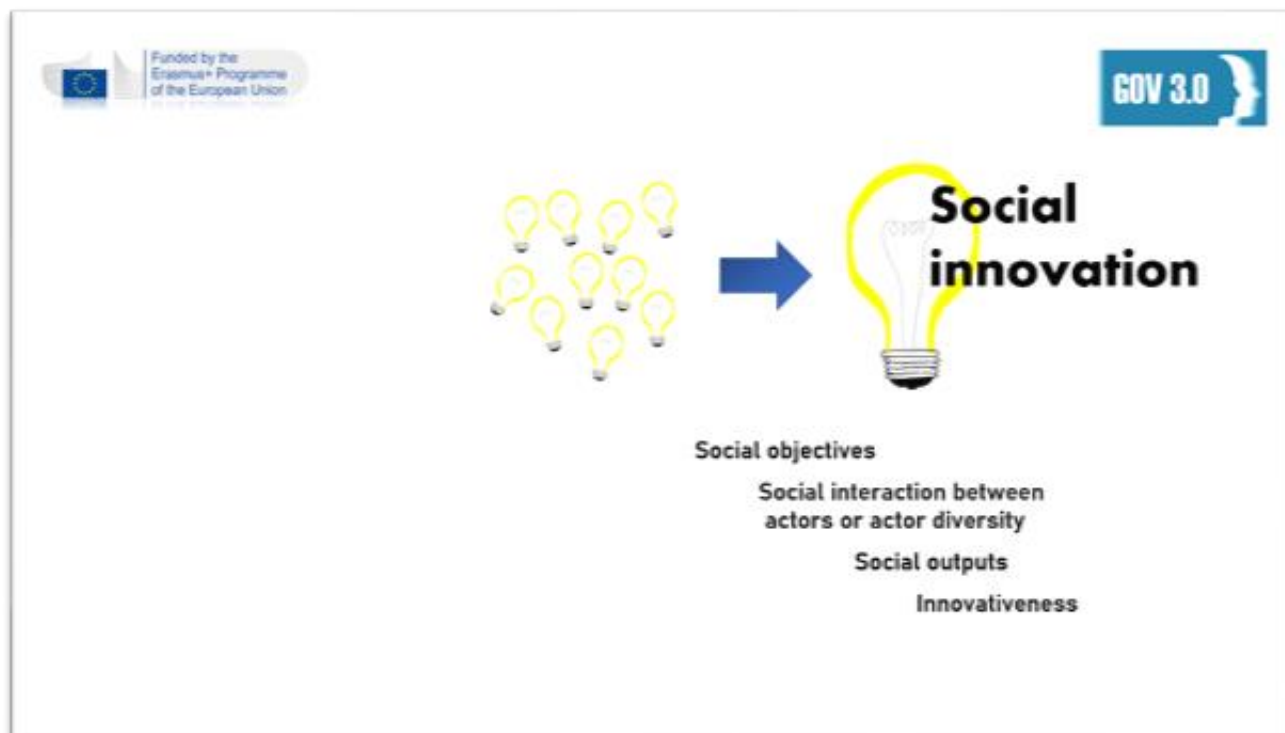 Funded by the
Erasmus+ Programme
of the European Union
GOV 3.0
Social
innovation
Social objectives
Social interaction between
actors or actor diversity
Social outputs
Innovativeness